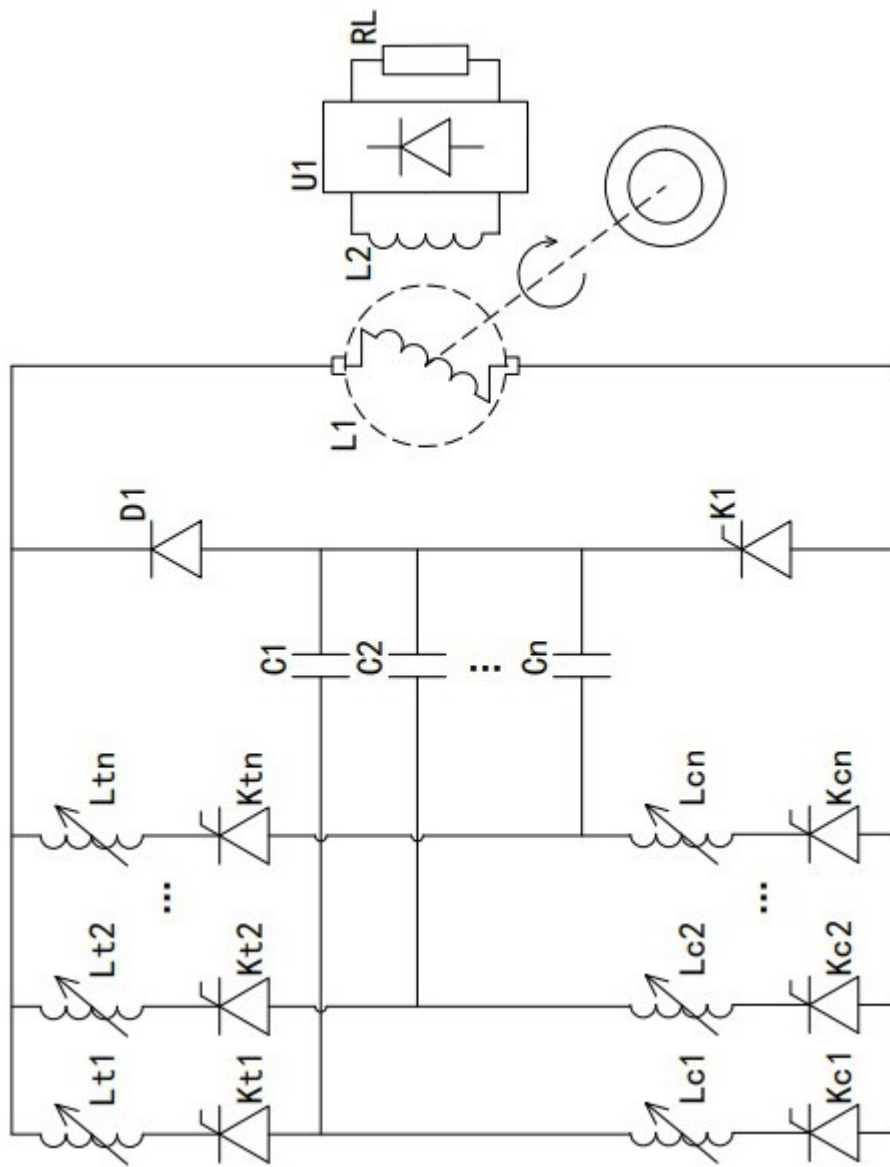 RL
U1
L2
L1
D1
K1
C1
C2
...
Cn
Ltn
Ktn
...
Lt2
Kt2
Lt1
Kt1
Lcn
Kcn
...
Lc2
Kc2
Lc1
Kc1